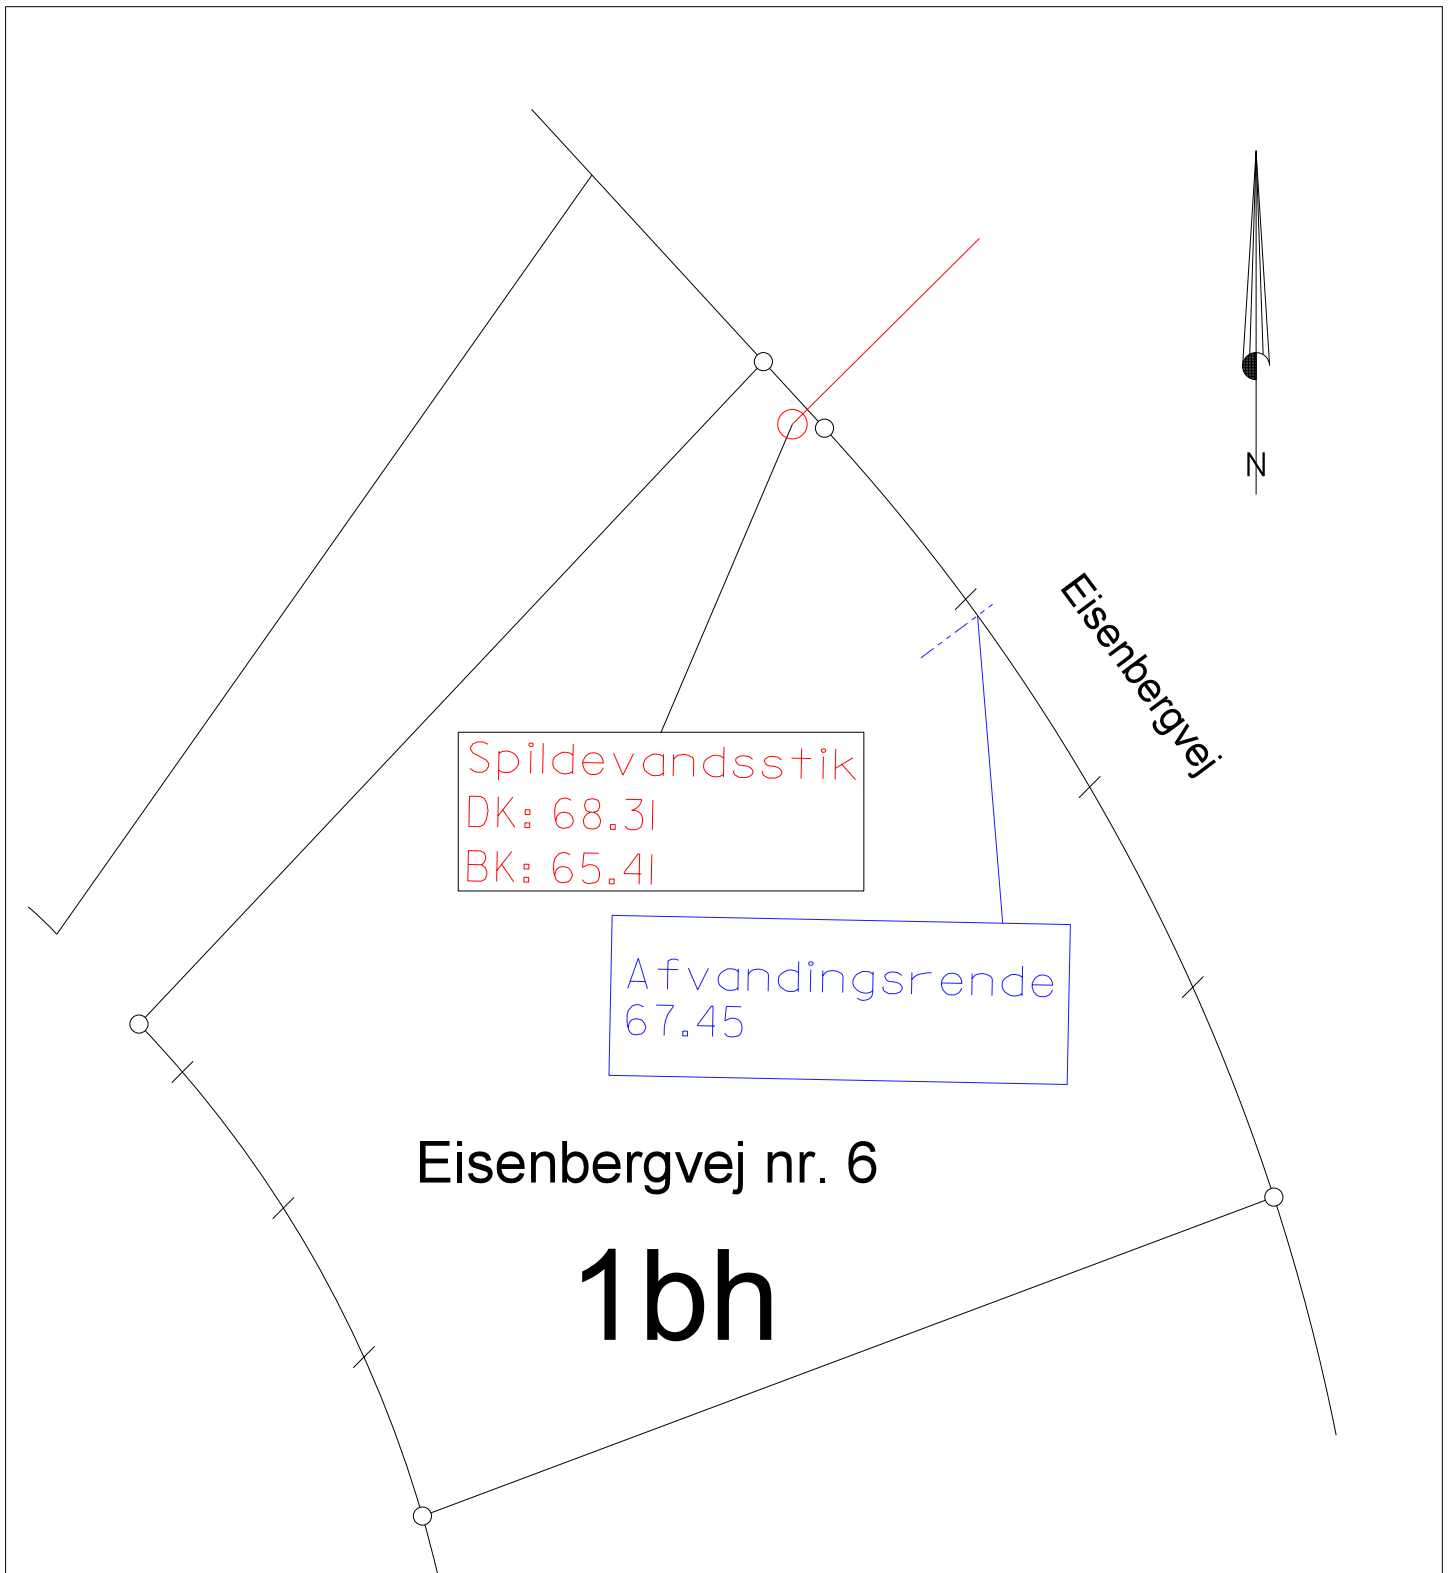 N
Eisenbergvej
Spildevandsstik
DK: 68.31
BK: 65.41
Afvandingsrende
67.45
Eisenbergvej nr. 6
1bh